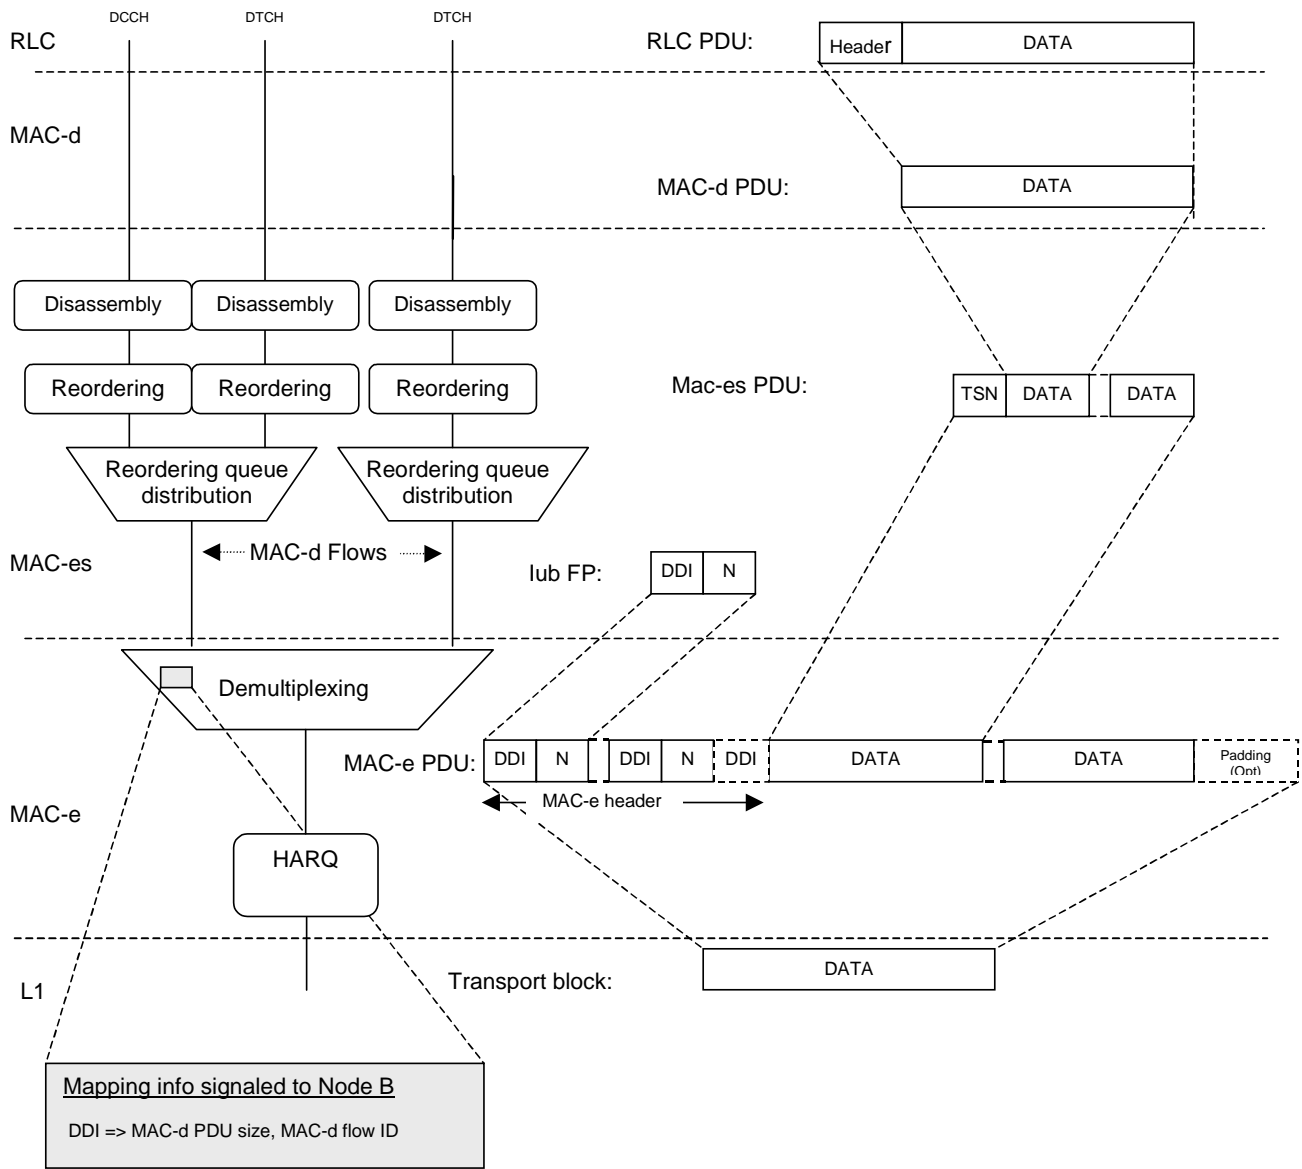 DCCH DTCH DTCH
RLC RLC PDU: Header DATA
MAC-d
MAC-d PDU: DATA
Disassembly Disassembly Disassembly
Reordering Reordering Reordering
Mac-es PDU: TSN DATA DATA
Reordering queue distribution
Reordering queue distribution
MAC-d Flows
MAC-es
Iub FP: DDI N
Demultiplexing
MAC-e PDU: DDI N DDI N DDI DATA DATA Padding (Opt)
MAC-e header
MAC-e
HARQ
Transport block: DATA
L1
Mapping info signaled to Node B
DDI => MAC-d PDU size, MAC-d flow ID